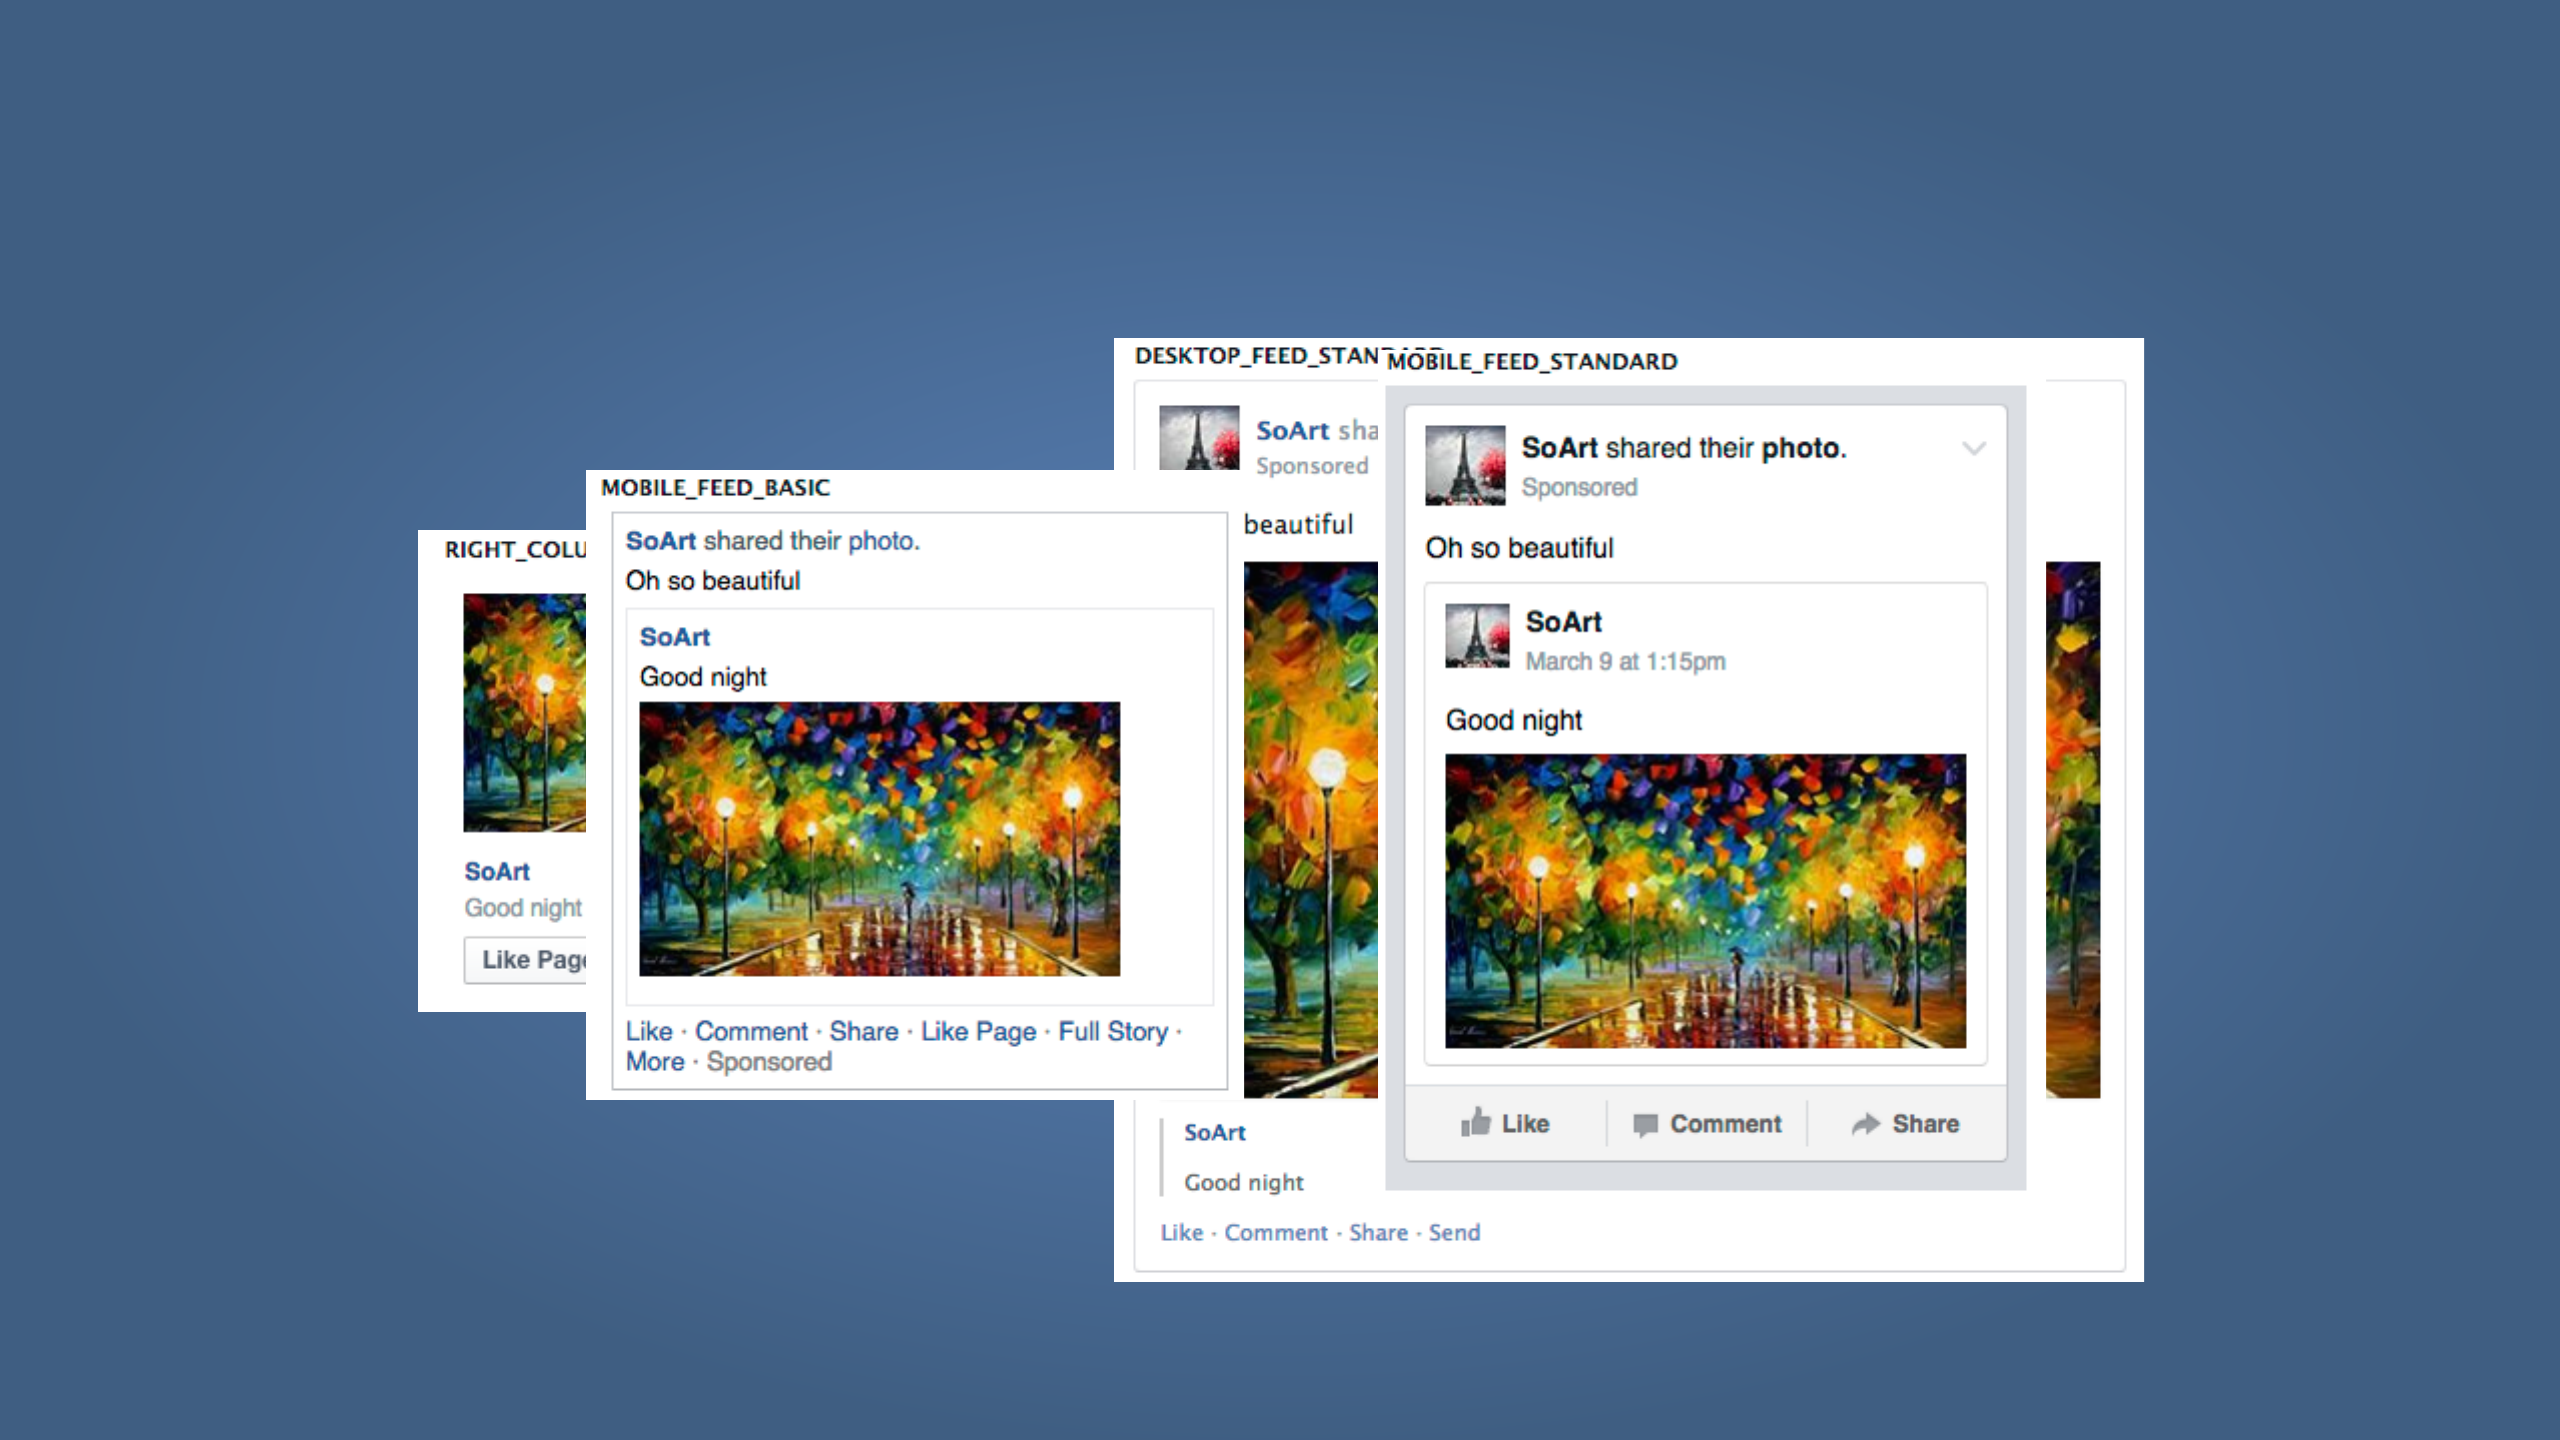 RIGHT_COLU
SoArt
Good night
Like Page
MOBILE_FEED_BASIC
SoArt shared their photo.
Oh so beautiful
SoArt
Good night
Like · Comment · Share · Like Page · Full Story ·
More · Sponsored
DESKTOP_FEED_STANDARD
SoArt sha
Sponsored
beautiful
SoArt
Good night
Like · Comment · Share · Send
MOBILE_FEED_STANDARD
SoArt shared their photo.
Sponsored
Oh so beautiful
SoArt
March 9 at 1:15pm
Good night
Like
Comment
Share